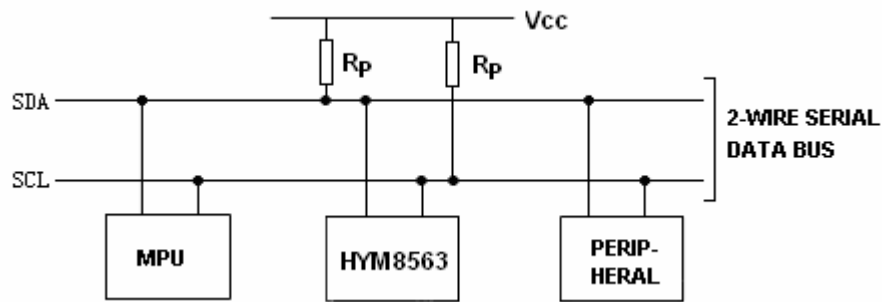 Vcc
Rp
Rp
SDA
2-WIRE SERIAL
DATA BUS
SCL
MPU
HYM8563
PERIP-
HERAL